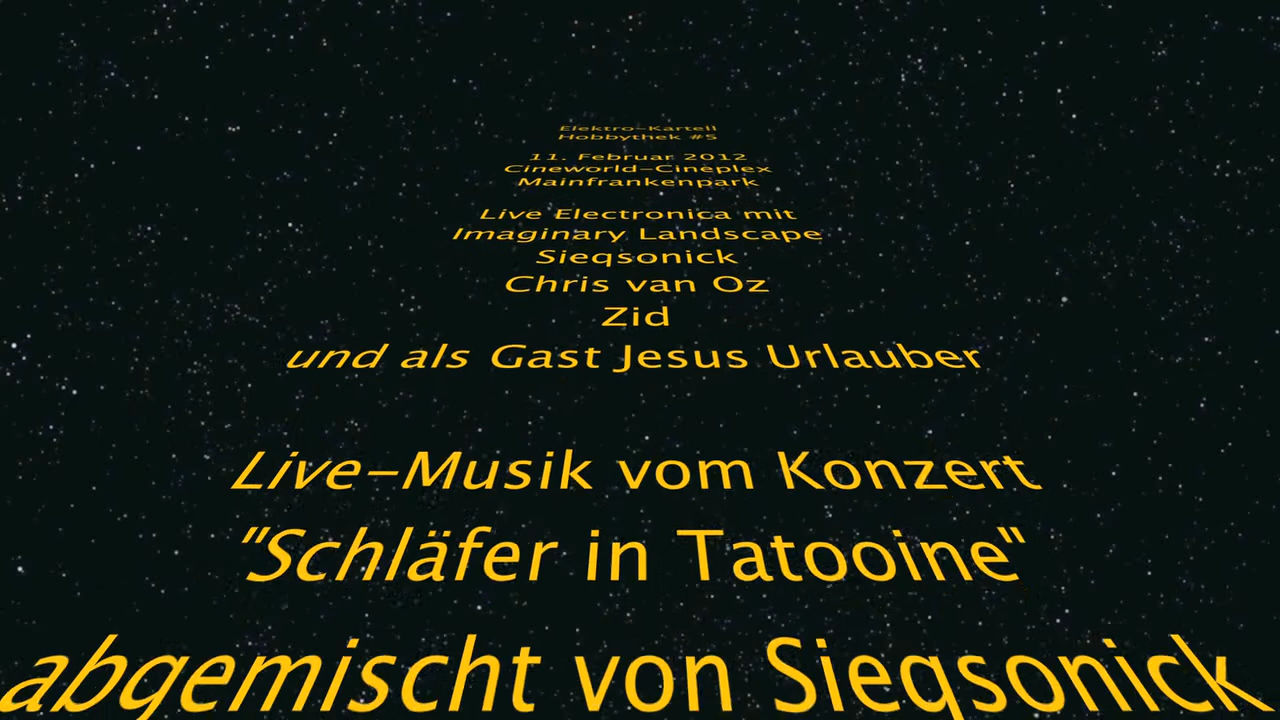 Elektro-Kartell
Hobbythek #5
11. Februar 2012
Cineworld-Cineplex
Mainfrankenpark
Live Electronica mit
Imaginary Landscape
Sieqsonick
Chris van Oz
Zid
und als Gast Jesus Urlauber
Live-Musik vom Konzert
"Schläfer in Tatooine"
abgemischt von Sieqsonick